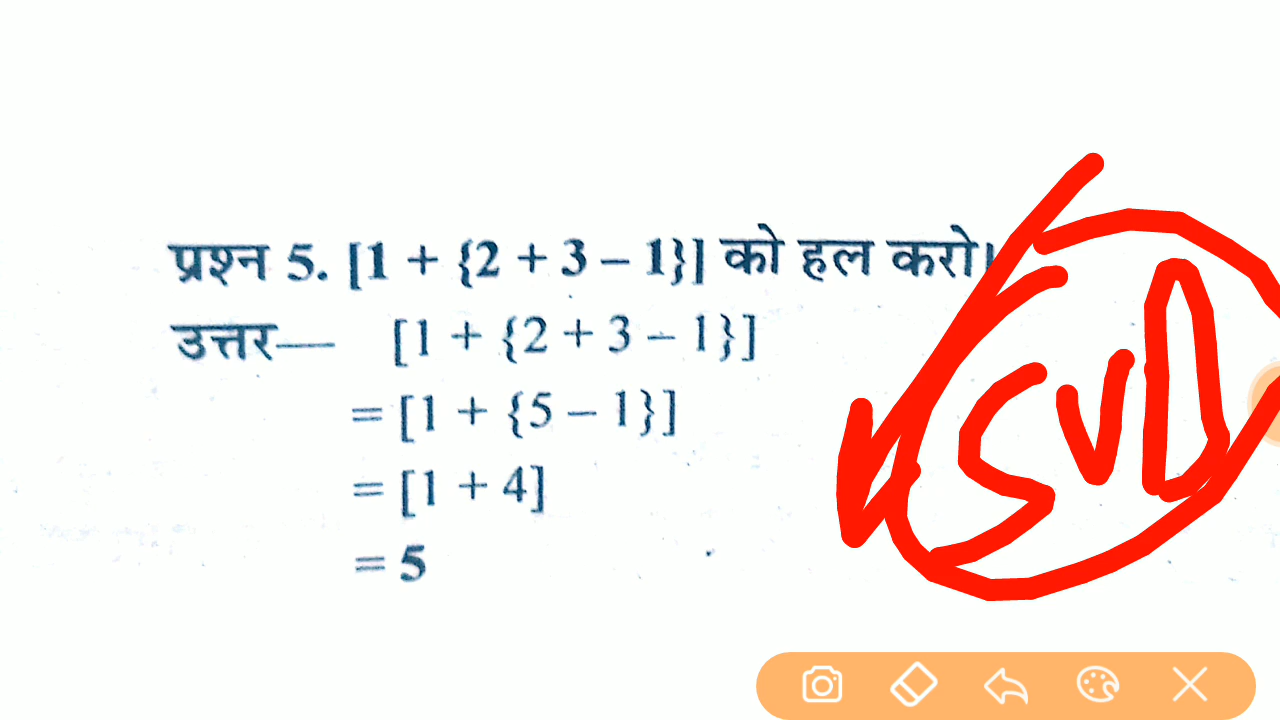 प्रश्न 5. [1 + {2 + 3 – 1}] को हल करो।
उत्तर— [1 + {2 + 3 – 1}]
= [1 + {5 – 1}]
= [1 + 4]
= 5
SVD